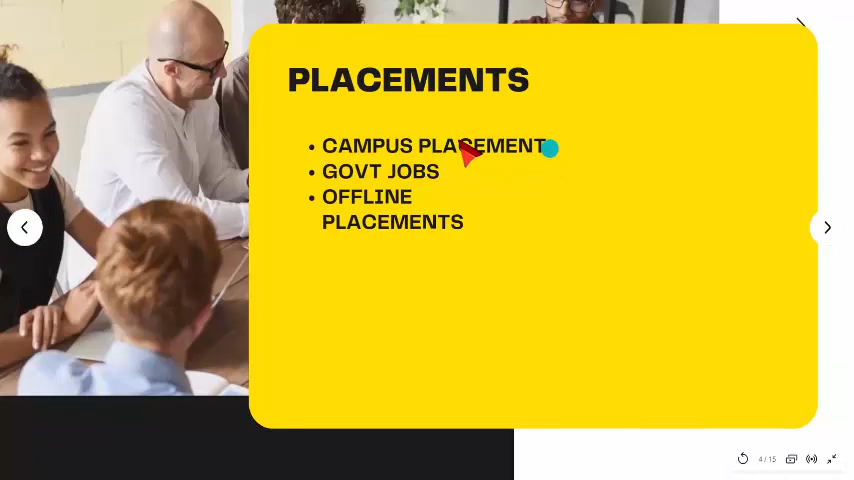 PLACEMENTS
• CAMPUS PLACEMENT
• GOVT JOBS
• OFFLINE
PLACEMENTS
4 / 15